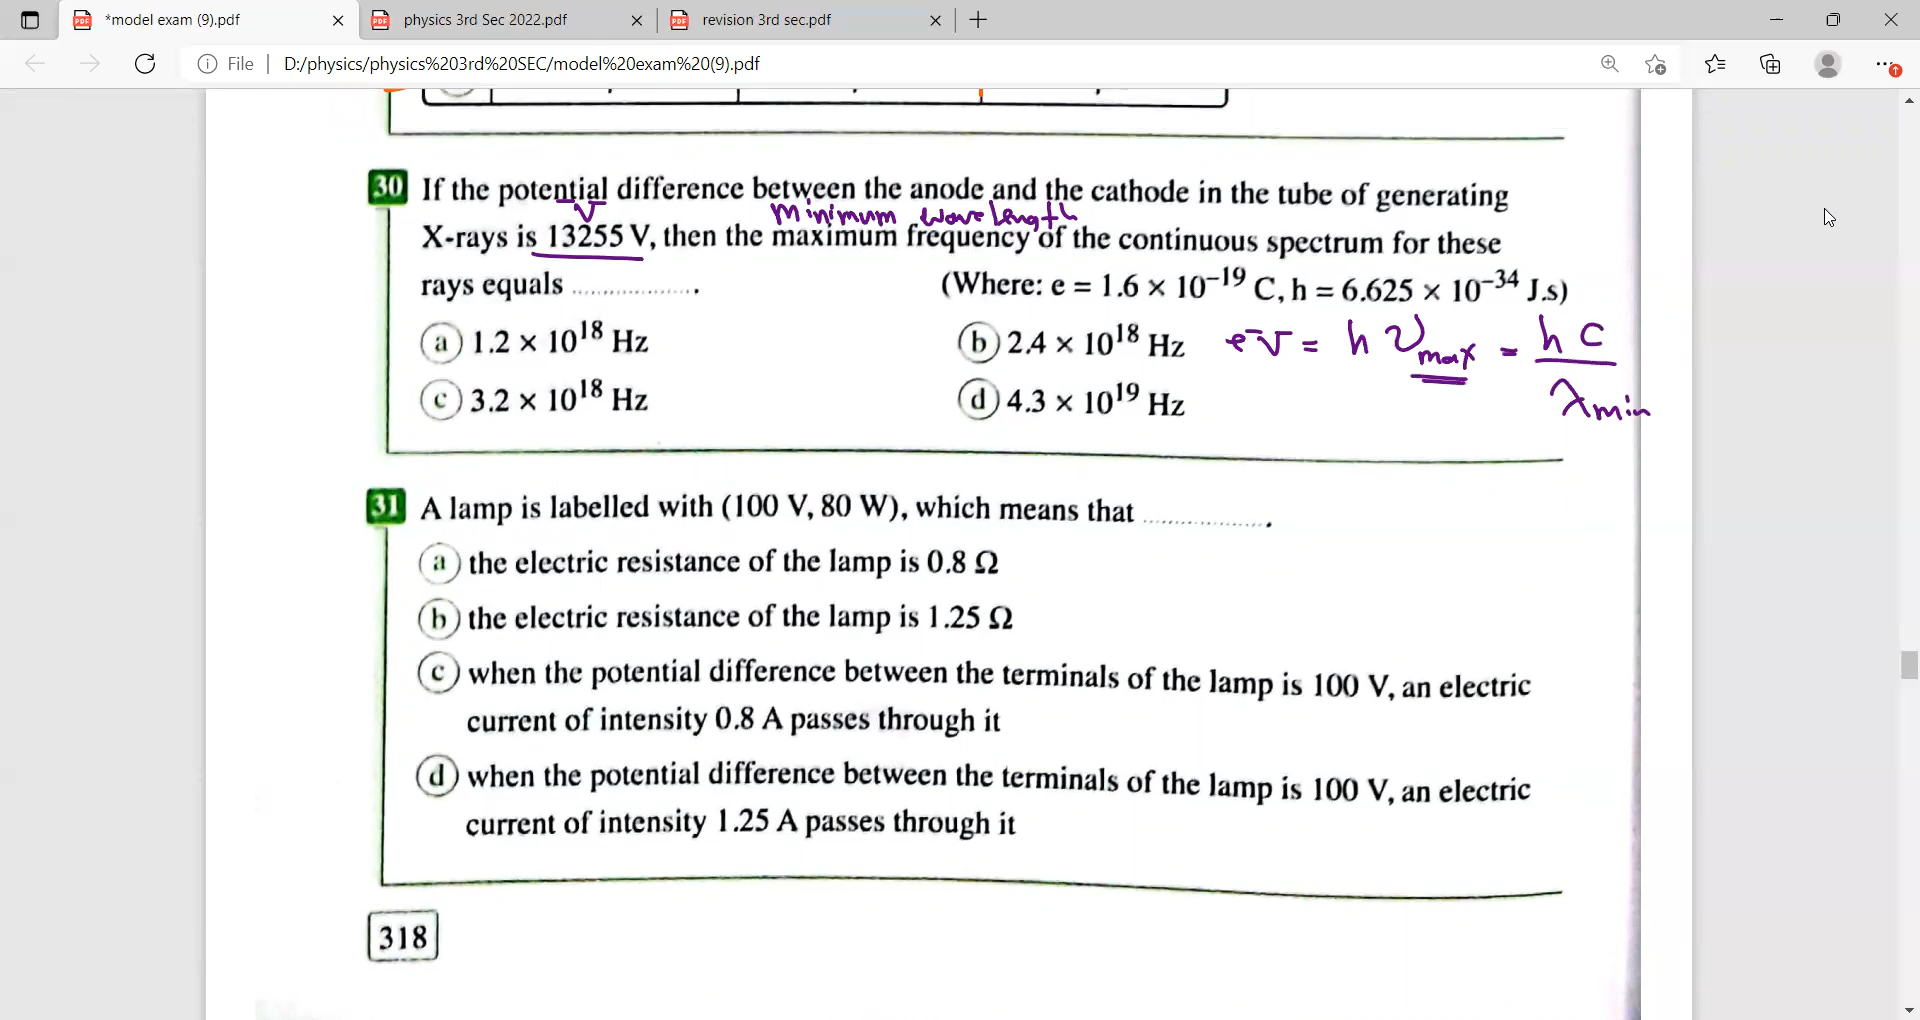 *model exam (9).pdf
physics 3rd Sec 2022.pdf
revision 3rd sec.pdf
File D:/physics/physics%203rd%20SEC/model%20exam%20(9).pdf
30 If the potential difference between the anode and the cathode in the tube of generating
V minimum wave length
X-rays is 13255 V, then the maximum frequency of the continuous spectrum for these
rays equals .................. (Where: e = 1.6 × 10⁻¹⁹ C, h = 6.625 × 10⁻³⁴ J.s)
a 1.2 × 10¹⁸ Hz b 2.4 × 10¹⁸ Hz
e⁻V = h ν max = h C / λ min
c 3.2 × 10¹⁸ Hz d 4.3 × 10¹⁹ Hz
31 A lamp is labelled with (100 V, 80 W), which means that ..................
a the electric resistance of the lamp is 0.8 Ω
b the electric resistance of the lamp is 1.25 Ω
c when the potential difference between the terminals of the lamp is 100 V, an electric
current of intensity 0.8 A passes through it
d when the potential difference between the terminals of the lamp is 100 V, an electric
current of intensity 1.25 A passes through it
318